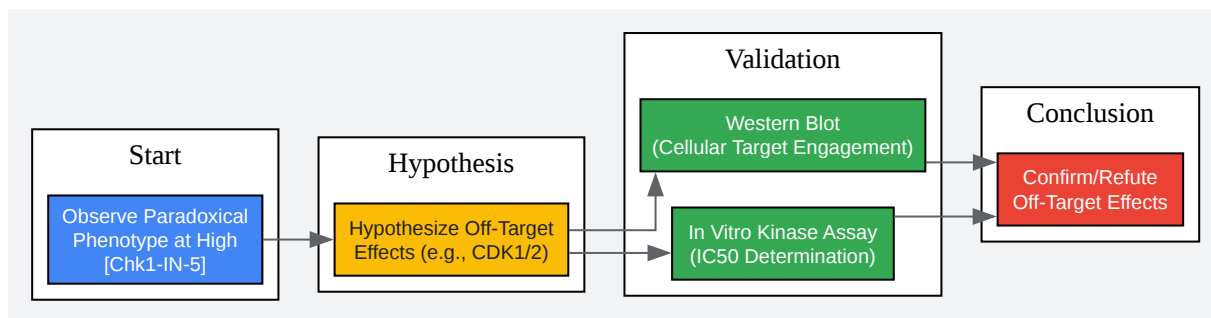 Start
Observe Paradoxical
Phenotype at High
[Chk1-IN-5]
Hypothesis
Hypothesize Off-Target
Effects (e.g., CDK1/2)
Validation
Western Blot
(Cellular Target Engagement)
In Vitro Kinase Assay
(IC50 Determination)
Conclusion
Confirm/Refute
Off-Target Effects